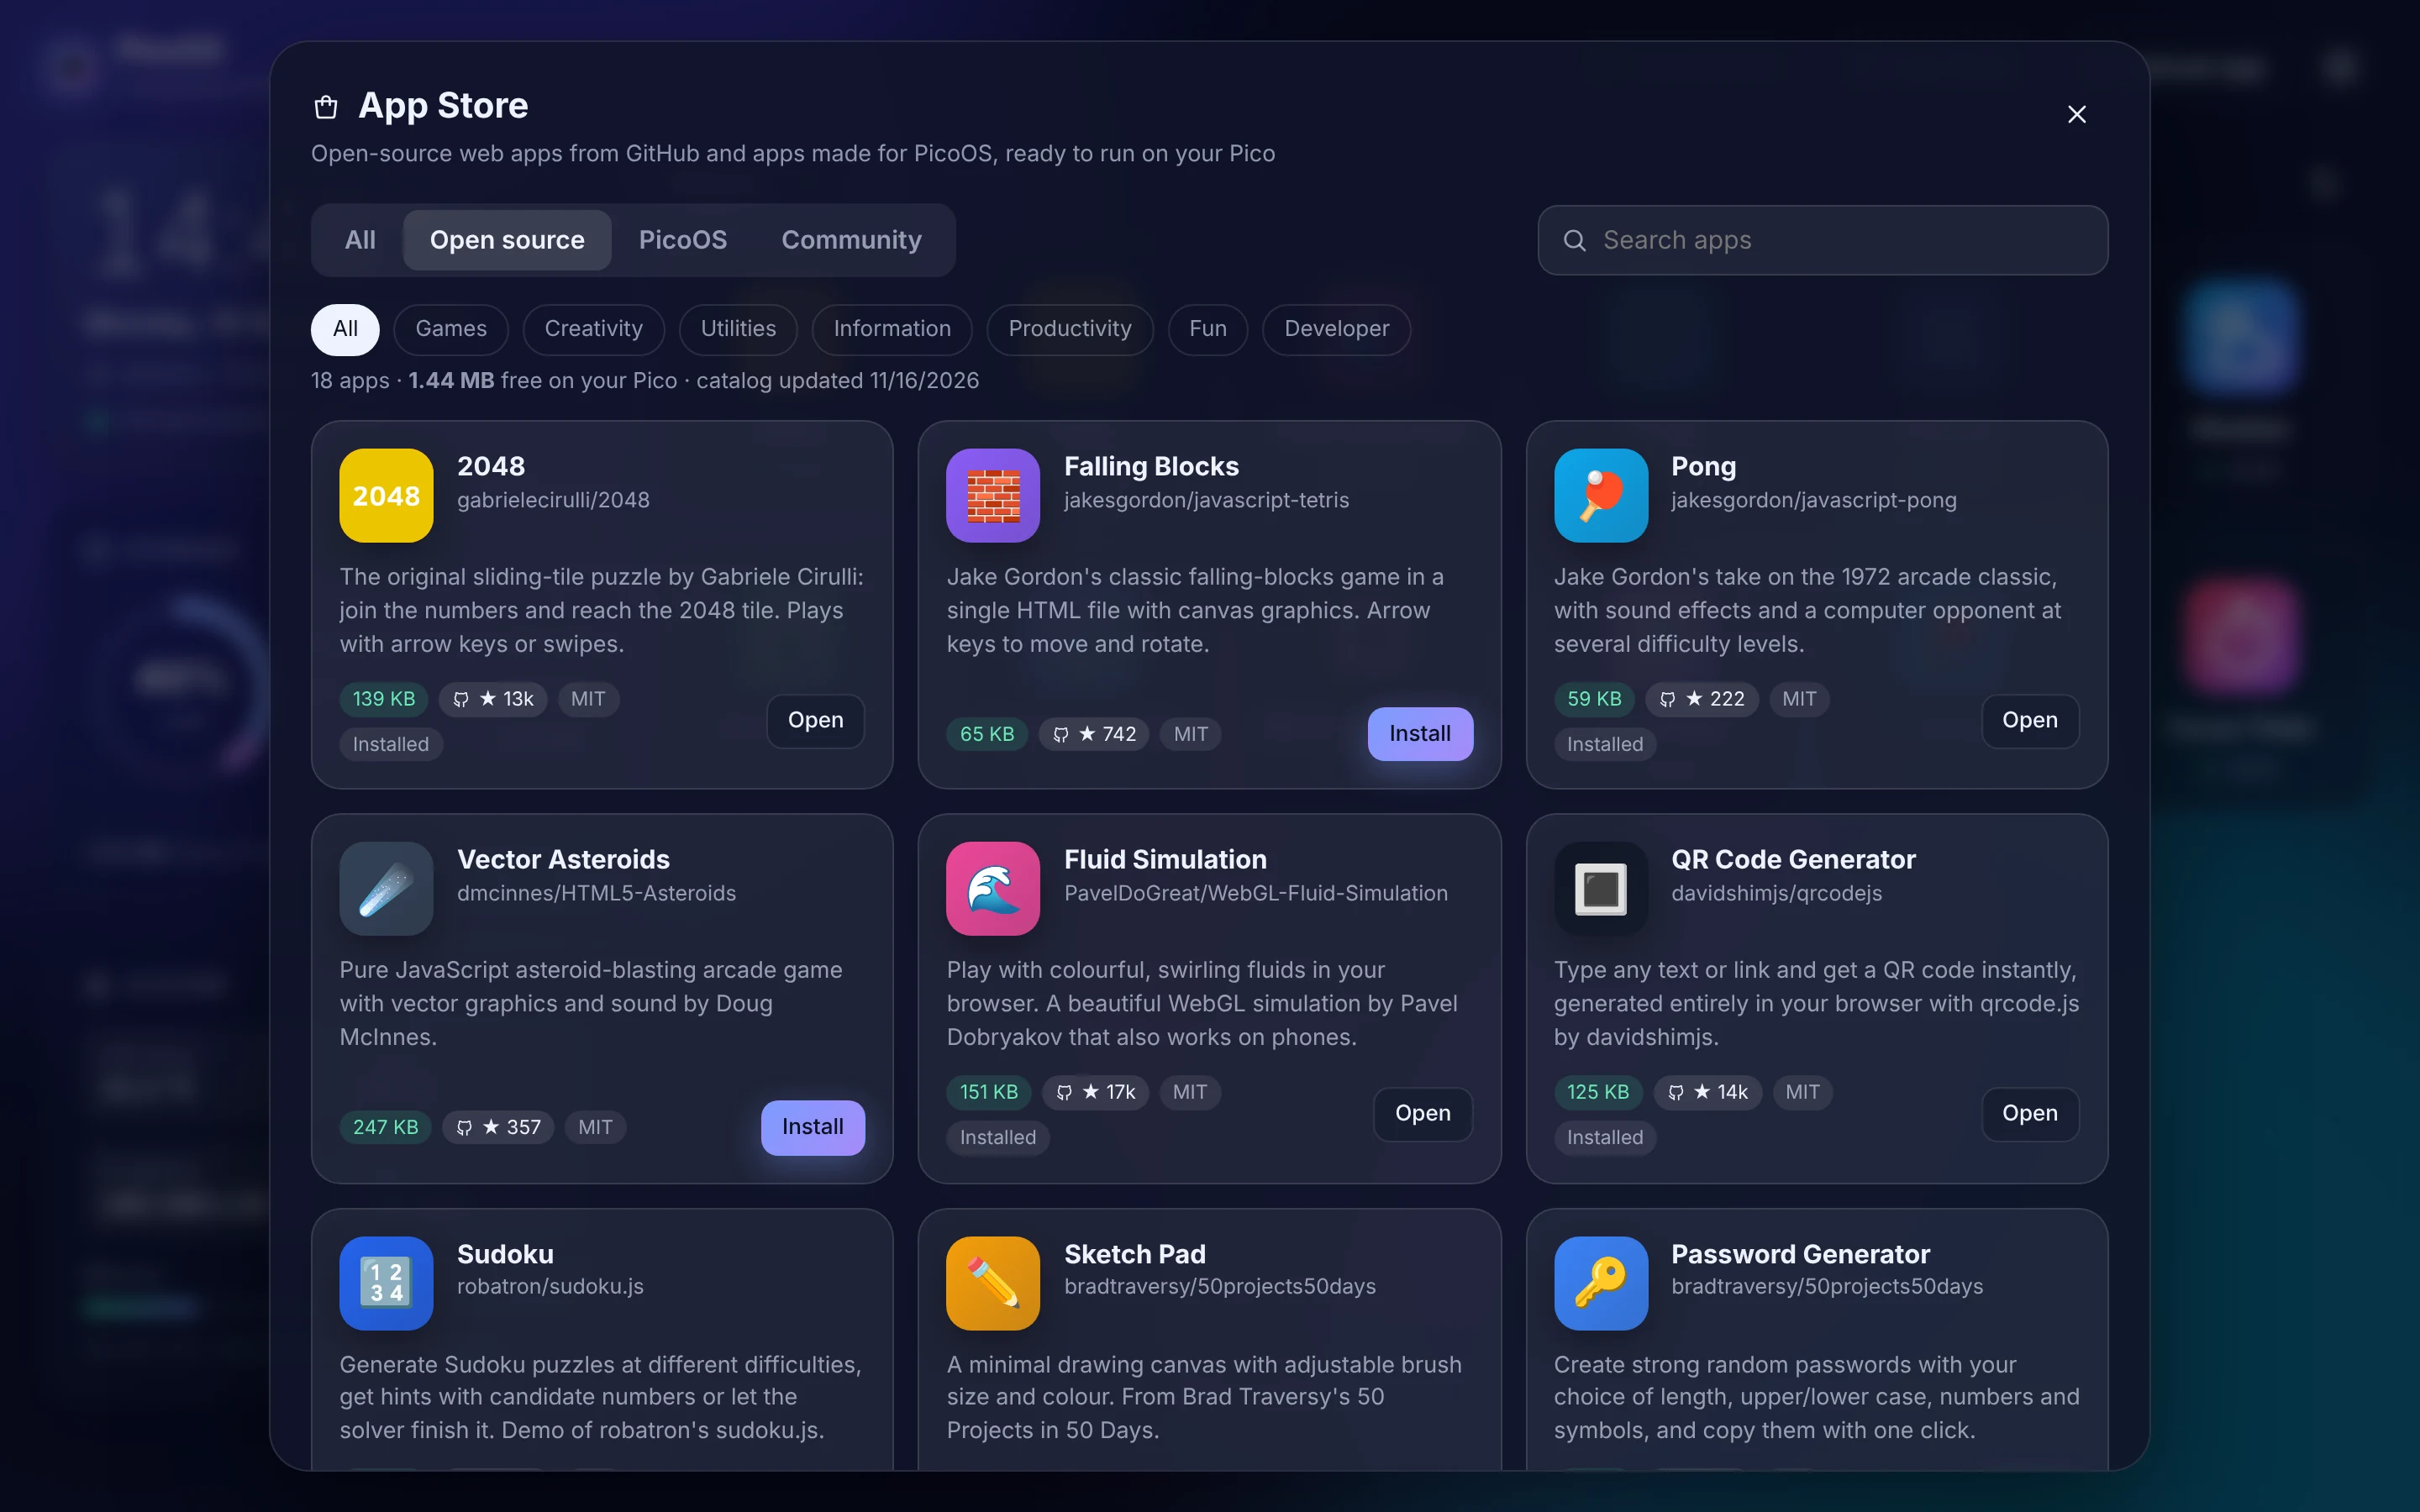 App Store
Open-source web apps from GitHub and apps made for PicoOS, ready to run on your Pico
All Open source PicoOS Community
Search apps
All Games Creativity Utilities Information Productivity Fun Developer
18 apps · 1.44 MB free on your Pico · catalog updated 11/16/2026
2048
2048
gabrielecirulli/2048
The original sliding-tile puzzle by Gabriele Cirulli:
join the numbers and reach the 2048 tile. Plays
with arrow keys or swipes.
139 KB ★ 13k MIT
Installed
Open
Falling Blocks
jakesgordon/javascript-tetris
Jake Gordon's classic falling-blocks game in a
single HTML file with canvas graphics. Arrow
keys to move and rotate.
65 KB ★ 742 MIT
Install
Pong
jakesgordon/javascript-pong
Jake Gordon's take on the 1972 arcade classic,
with sound effects and a computer opponent at
several difficulty levels.
59 KB ★ 222 MIT
Installed
Open
Vector Asteroids
dmcinnes/HTML5-Asteroids
Pure JavaScript asteroid-blasting arcade game
with vector graphics and sound by Doug
McInnes.
247 KB ★ 357 MIT
Install
Fluid Simulation
PavelDoGreat/WebGL-Fluid-Simulation
Play with colourful, swirling fluids in your
browser. A beautiful WebGL simulation by Pavel
Dobryakov that also works on phones.
151 KB ★ 17k MIT
Installed
Open
QR Code Generator
davidshimjs/qrcodejs
Type any text or link and get a QR code instantly,
generated entirely in your browser with qrcode.js
by davidshimjs.
125 KB ★ 14k MIT
Installed
Open
1 2
3 4
Sudoku
robatron/sudoku.js
Generate Sudoku puzzles at different difficulties,
get hints with candidate numbers or let the
solver finish it. Demo of robatron's sudoku.js.
Sketch Pad
bradtraversy/50projects50days
A minimal drawing canvas with adjustable brush
size and colour. From Brad Traversy's 50
Projects in 50 Days.
Password Generator
bradtraversy/50projects50days
Create strong random passwords with your
choice of length, upper/lower case, numbers and
symbols, and copy them with one click.